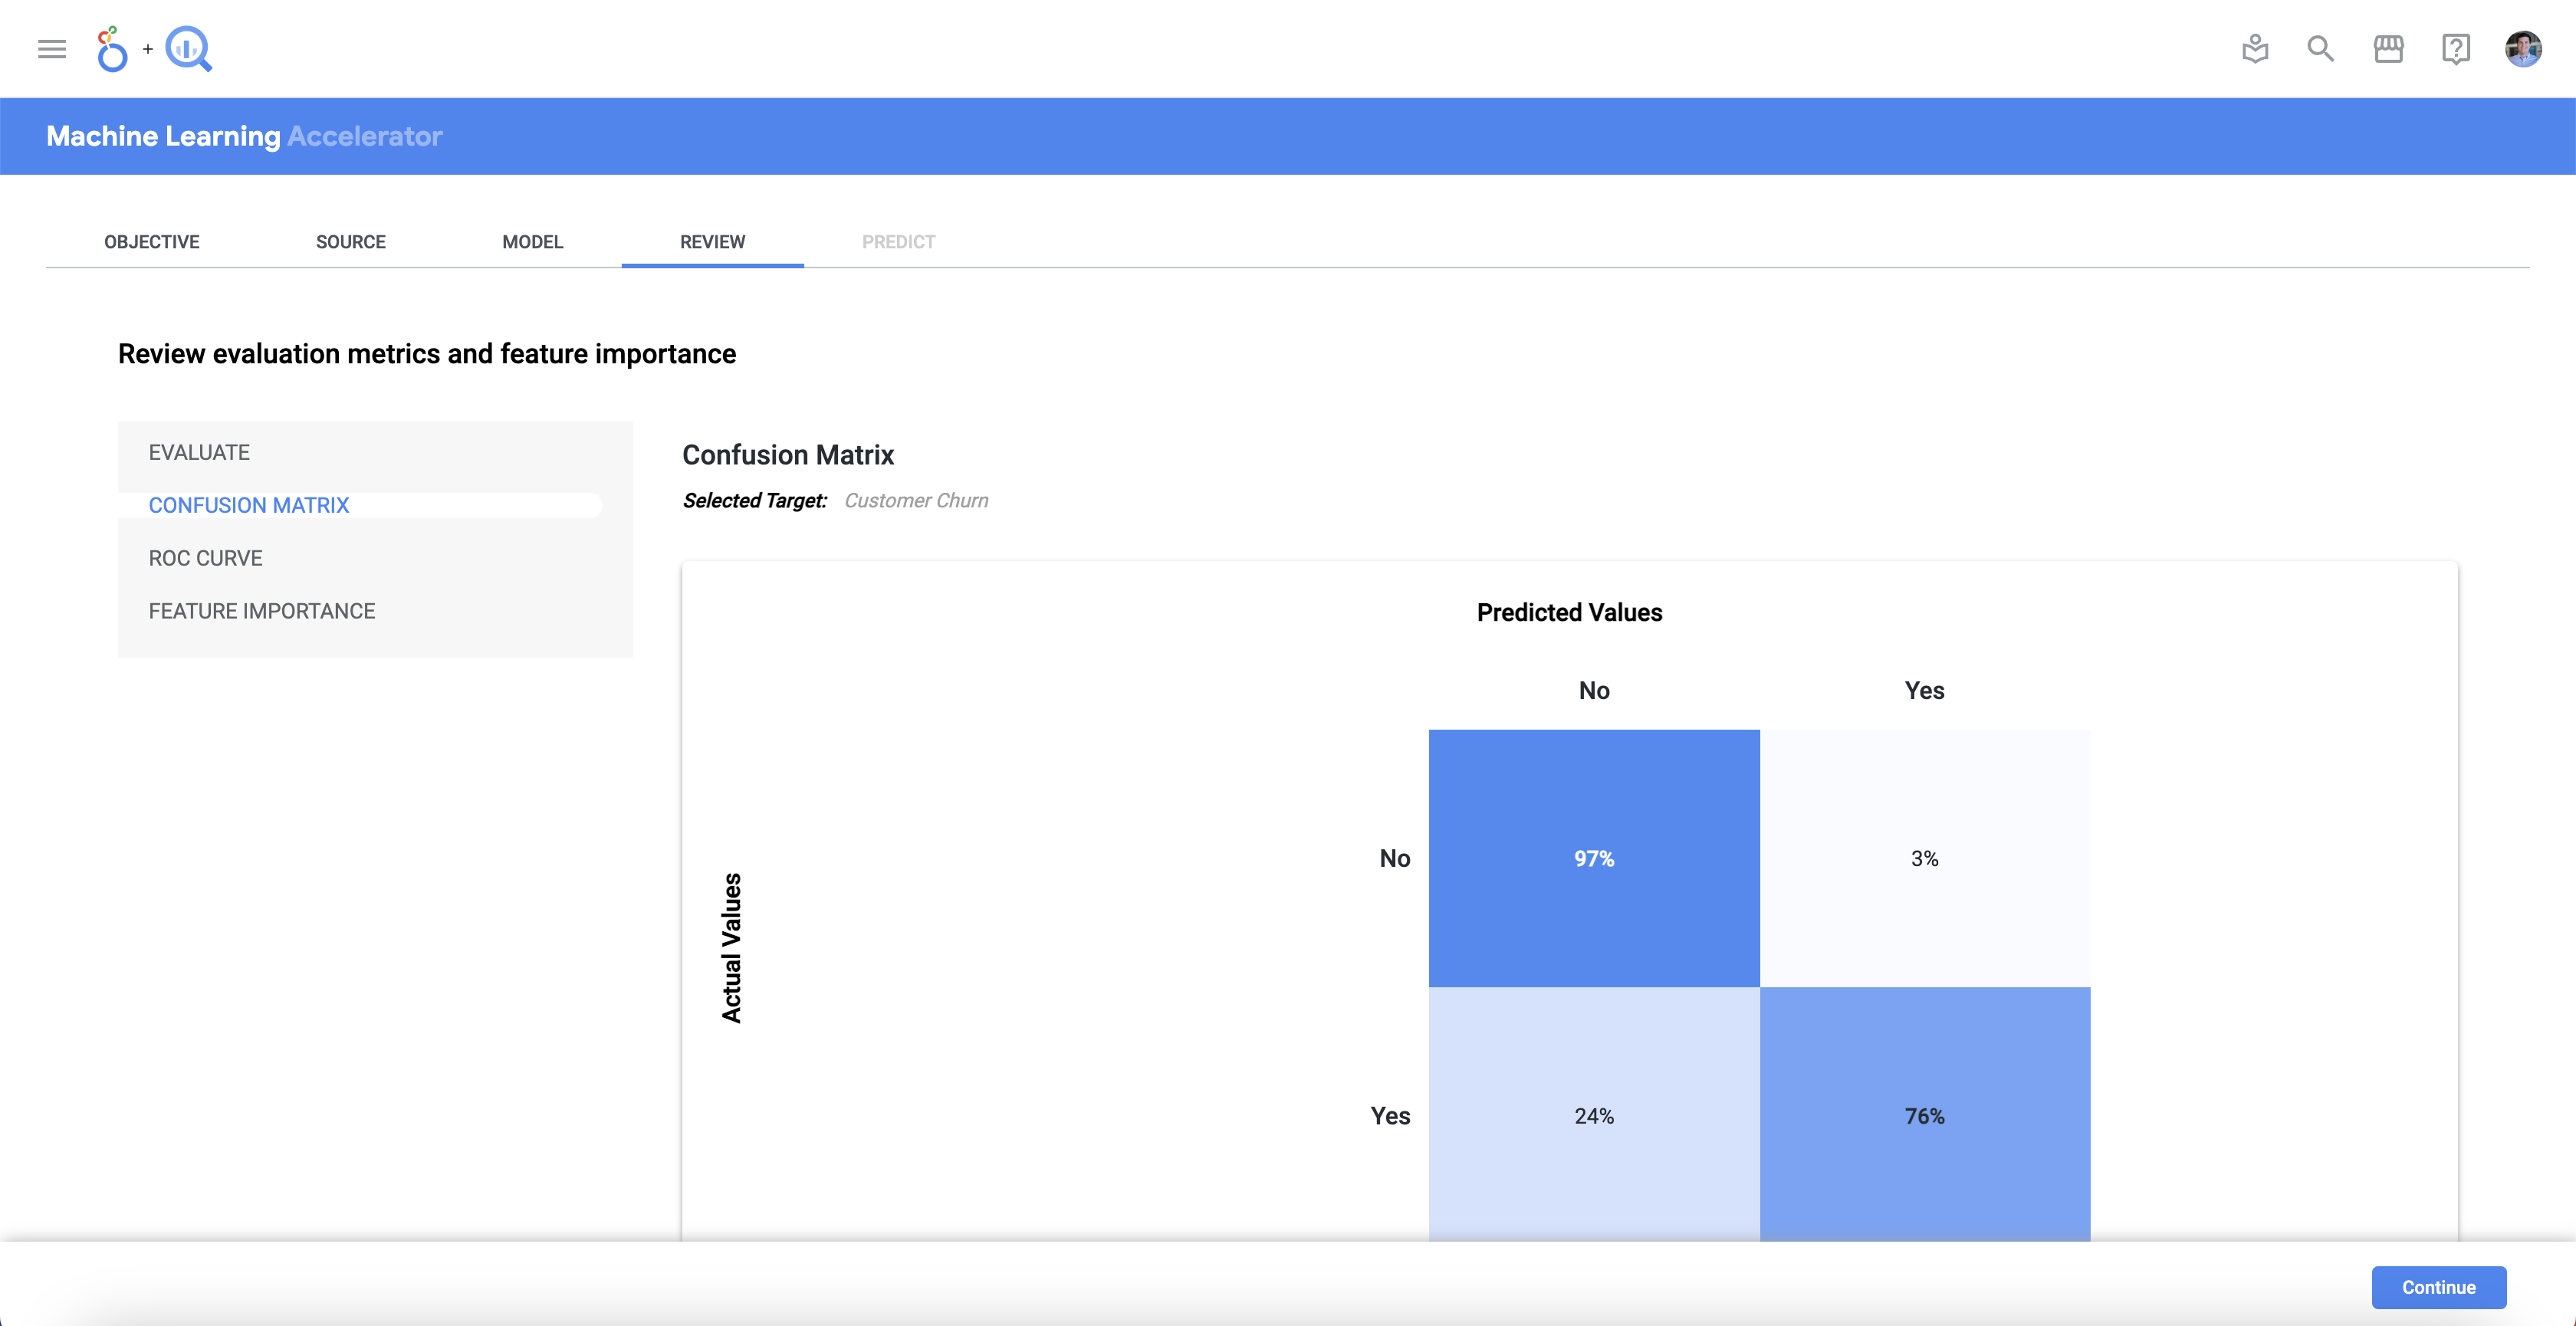 +
Machine Learning Accelerator
OBJECTIVE SOURCE MODEL REVIEW PREDICT
Review evaluation metrics and feature importance
EVALUATE
CONFUSION MATRIX
ROC CURVE
FEATURE IMPORTANCE
Confusion Matrix
Selected Target: Customer Churn
Predicted Values
No Yes
Actual Values
No 97% 3%
Yes 24% 76%
Continue